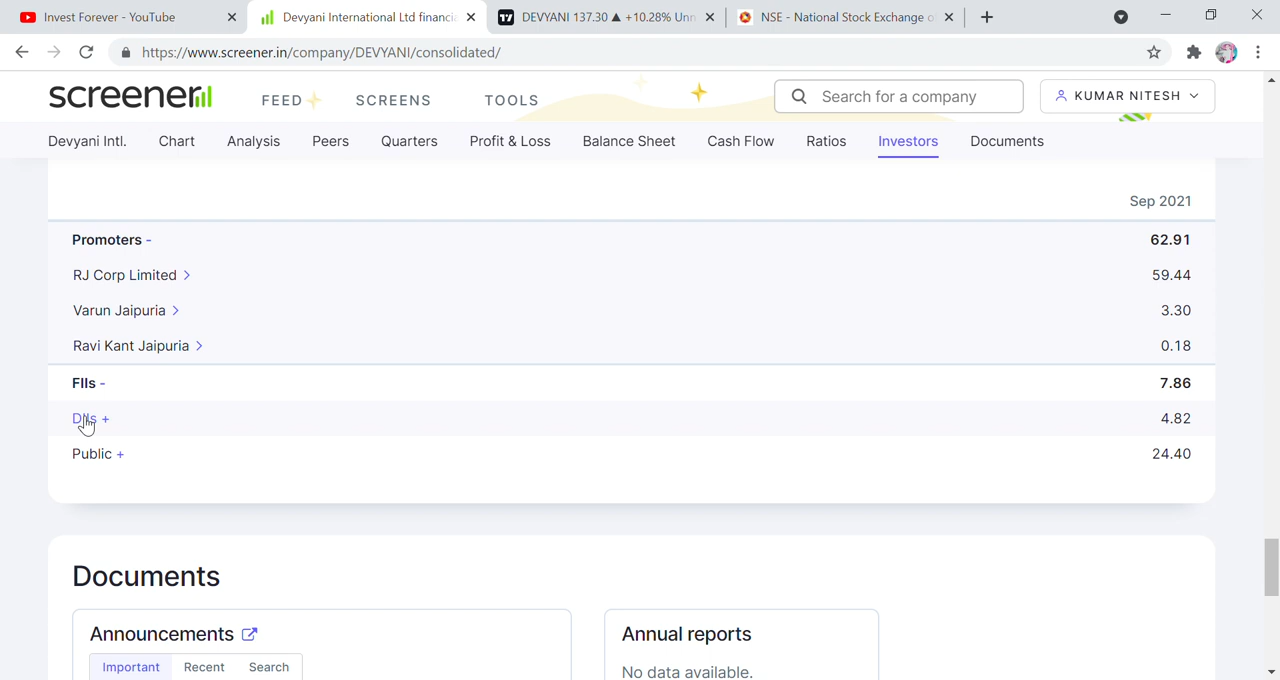 Invest Forever - YouTube
Devyani International Ltd financi
DEVYANI 137.30 ▲ +10.28% Unn
NSE - National Stock Exchange o
https://www.screener.in/company/DEVYANI/consolidated/
screener
FEED
SCREENS
TOOLS
Search for a company
KUMAR NITESH
Devyani Intl.
Chart
Analysis
Peers
Quarters
Profit & Loss
Balance Sheet
Cash Flow
Ratios
Investors
Documents
Sep 2021
Promoters - 62.91
RJ Corp Limited > 59.44
Varun Jaipuria > 3.30
Ravi Kant Jaipuria > 0.18
FIIs - 7.86
DIIs + 4.82
Public + 24.40
Documents
Announcements
Annual reports
Important
Recent
Search
No data available.